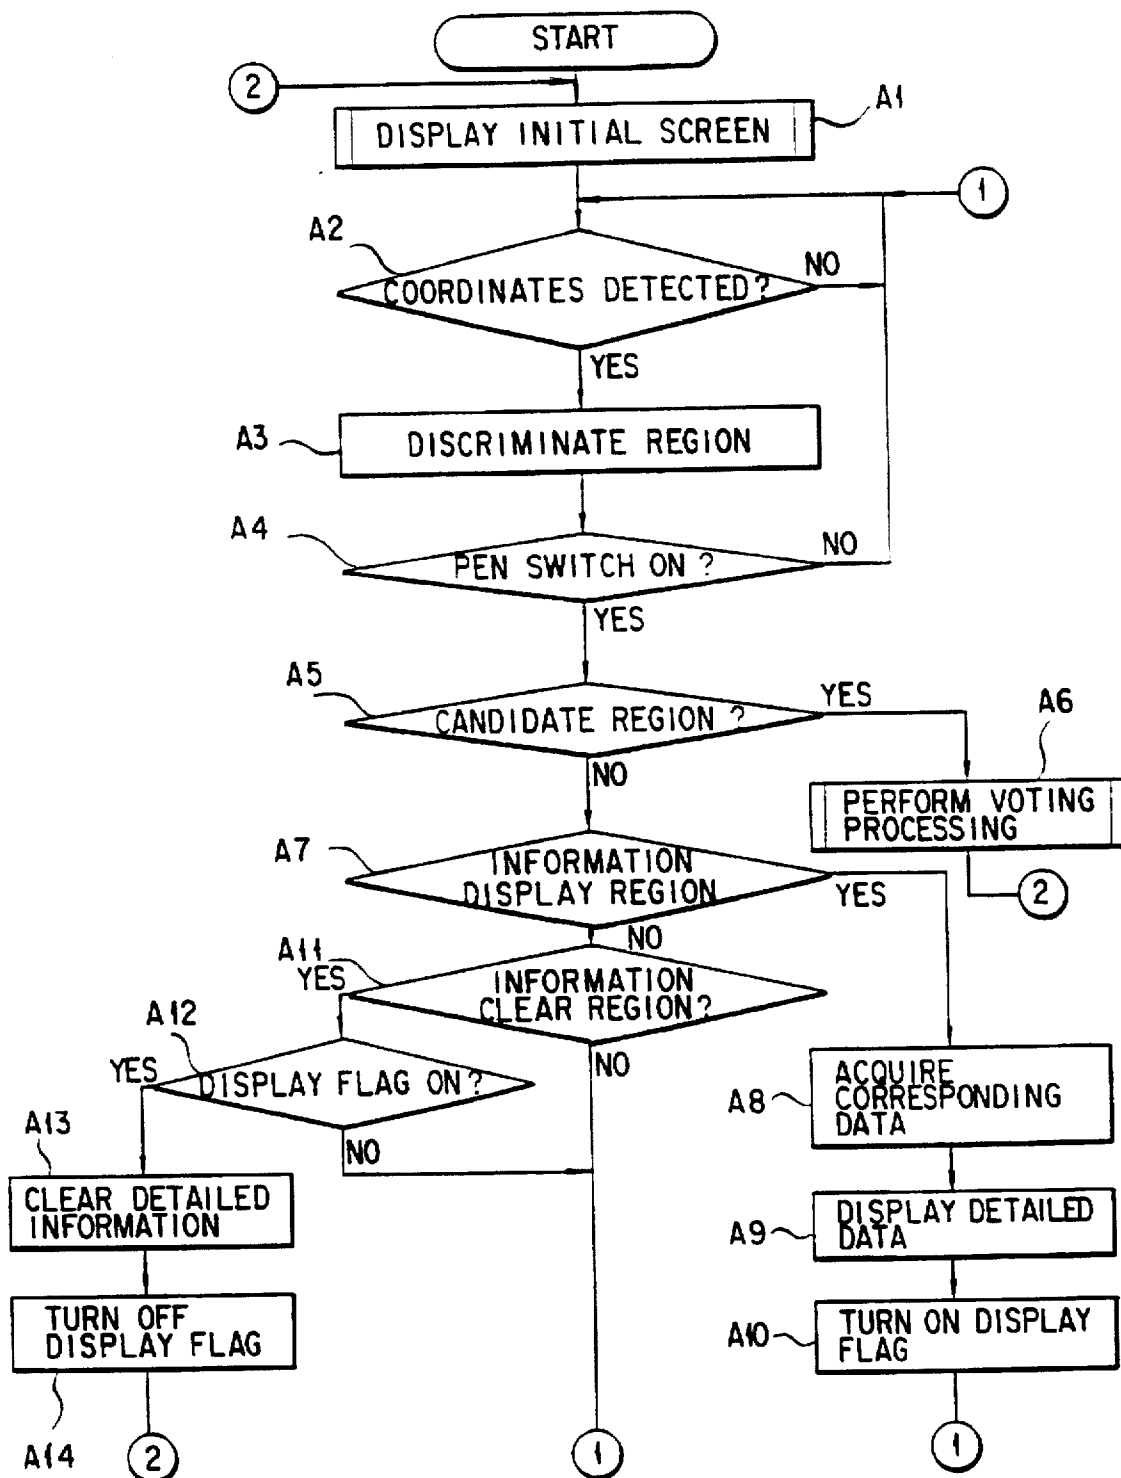 START
2
DISPLAY INITIAL SCREEN
A1
1
A2
COORDINATES DETECTED?
NO
YES
A3
DISCRIMINATE REGION
A4
PEN SWITCH ON?
NO
YES
A5
CANDIDATE REGION?
YES
NO
A6
PERFORM VOTING
PROCESSING
2
A7
INFORMATION
DISPLAY REGION
YES
NO
A11
YES
INFORMATION
CLEAR REGION?
NO
A12
YES
DISPLAY FLAG ON?
NO
A8
ACQUIRE
CORRESPONDING
DATA
A13
CLEAR DETAILED
INFORMATION
A9
DISPLAY DETAILED
DATA
TURN OFF
DISPLAY FLAG
A10
TURN ON DISPLAY
FLAG
A14
2
1
1